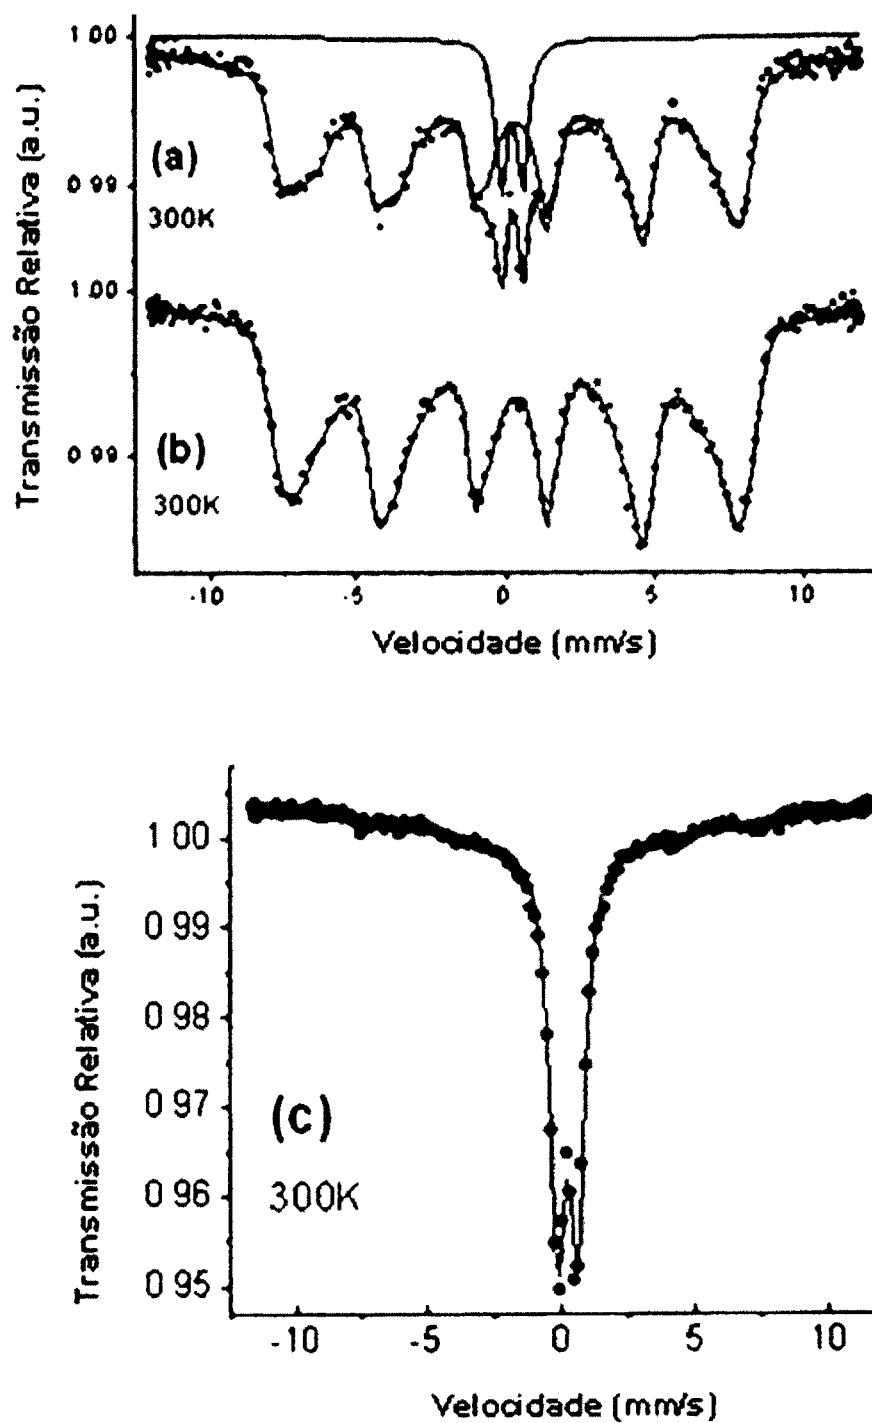 1.00
(a)
0.99
300K
1.00
(b)
0.99
300K
Transmissão Relativa (a.u.)
-10 -5 0 5 10
Velocidade (mm/s)
1.00
0.99
0.98
0.97
(c)
0.96
300K
0.95
Transmissão Relativa (a.u.)
-10 -5 0 5 10
Velocidade (mm/s)